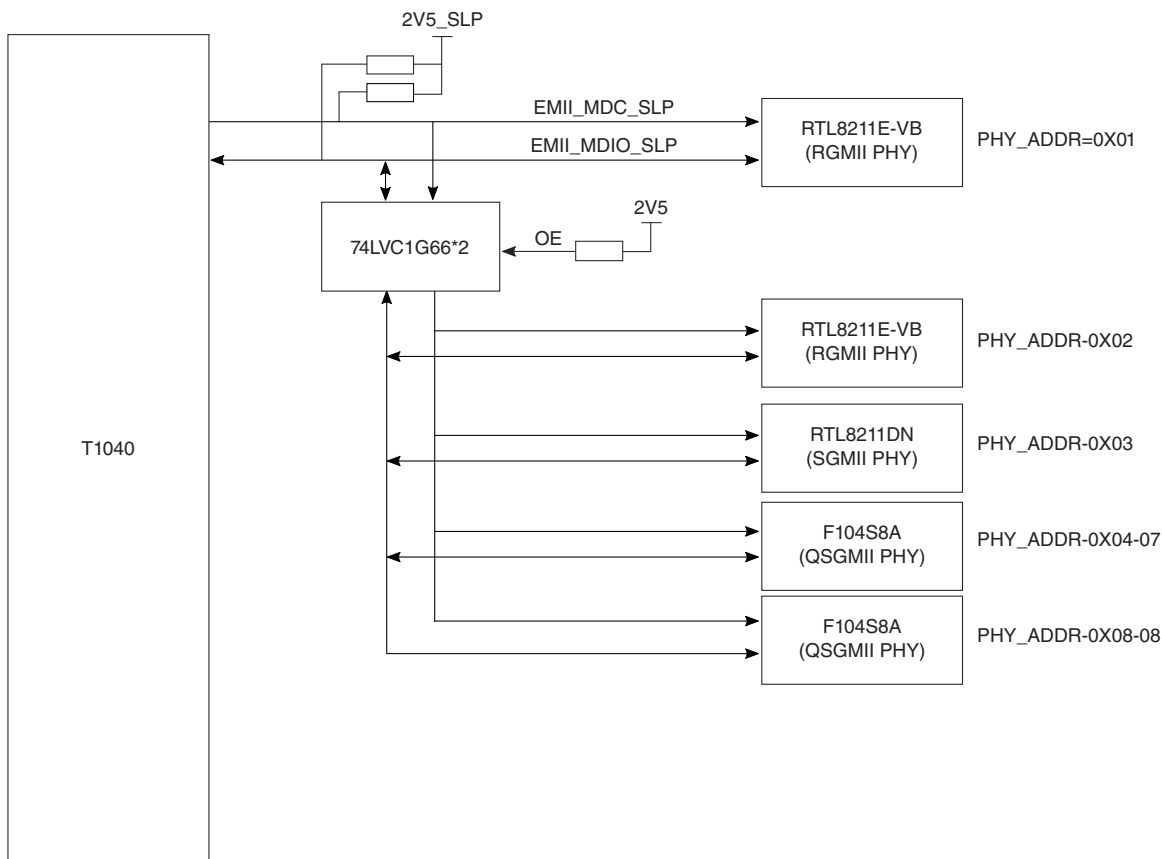 2V5_SLP
EMII_MDC_SLP
RTL8211E-VB
(RGMII PHY)
PHY_ADDR=0X01
EMII_MDIO_SLP
2V5
OE
74LVC1G66*2
RTL8211E-VB
(RGMII PHY)
PHY_ADDR-0X02
T1040
RTL8211DN
(SGMII PHY)
PHY_ADDR-0X03
F104S8A
(QSGMII PHY)
PHY_ADDR-0X04-07
F104S8A
(QSGMII PHY)
PHY_ADDR-0X08-08